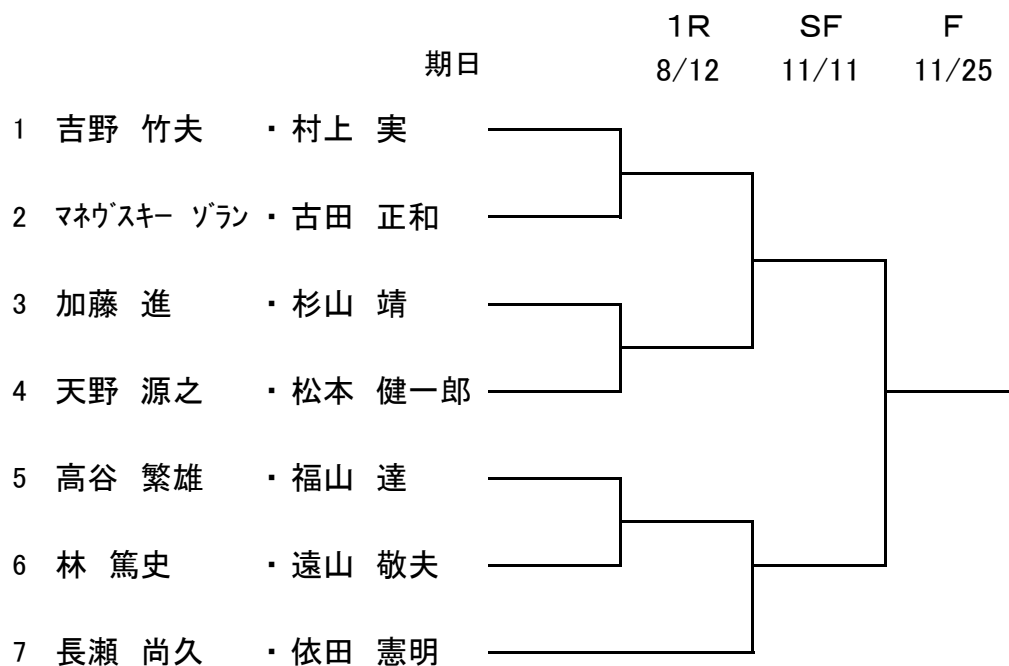 1R SF F
期日 8/12 11/11 11/25
1 吉野 竹夫 ・ 村上 実
2 ﾏﾈｳﾞｽｷｰ ｿﾞﾗﾝ ・ 古田 正和
3 加藤 進 ・ 杉山 靖
4 天野 源之 ・ 松本 健一郎
5 高谷 繁雄 ・ 福山 達
6 林 篤史 ・ 遠山 敬夫
7 長瀬 尚久 ・ 依田 憲明